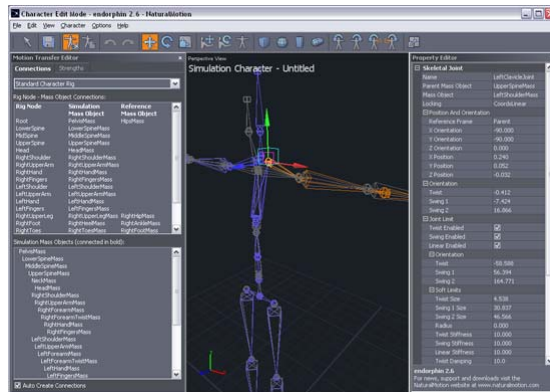 Character Edit Mode - endorphin 2.6 - NaturalMotion
File Edit View Character Options Help
Motion Transfer Editor
Connections Strengths
Standard Character Rig
Rig Node - Mass Object Connections:
Rig Node Simulation Mass Object Reference Mass Object
Root PelvisMass HipsMass
LowerSpine LowerSpineMass
MidSpine MiddleSpineMass
UpperSpine UpperSpineMass
Head HeadMass
RightShoulder RightShoulderMass
RightUpperArm RightUpperArmMass
RightHand RightHandMass
RightFingers RightFingersMass
LeftShoulder LeftShoulderMass
LeftUpperArm LeftUpperArmMass
LeftHand LeftHandMass
LeftFingers LeftFingersMass
RightUpperLeg RightUpperLegMass RightHipMass
RightFoot RightHeelMass RightAnkleMass
RightToes RightToesMass RightFootMass
Simulation Mass Objects (connected in bold):
PelvisMass
LowerSpineMass
MiddleSpineMass
UpperSpineMass
NeckMass
HeadMass
RightShoulderMass
RightUpperArmMass
RightForearmMass
RightForearmTwistMass
RightHandMass
RightFingersMass
LeftShoulderMass
LeftUpperArmMass
LeftForearmMass
LeftForearmTwistMass
LeftHandMass
LeftFingersMass
Auto Create Connections
Perspective View
Simulation Character - Untitled
Property Editor
Skeletal Joint
Name LeftClavicleJoint
Parent Mass Object UpperSpineMass
Mass Object LeftShoulderMass
Locking CoordsLinear
Position And Orientation
Reference Frame Parent
X Orientation -90.000
Y Orientation -90.000
Z Orientation 0.000
X Position 0.240
Y Position 0.052
Z Position -0.032
Orientation
Twist -0.412
Swing 1 -7.424
Swing 2 16.866
Joint Limit
Twist Enabled
Swing Enabled
Linear Enabled
Orientation
Twist -58.588
Swing 1 56.394
Swing 2 164.771
Soft Limits
Twist Size 4.538
Swing 1 Size 30.837
Swing 2 Size 46.566
Radius 0.000
Twist Stiffness 10.000
Swing Stiffness 10.000
Linear Stiffness 10.000
Twist Damping 10.0
endorphin 2.6
For news, support and downloads visit the
NaturalMotion website at www.naturalmotion.com